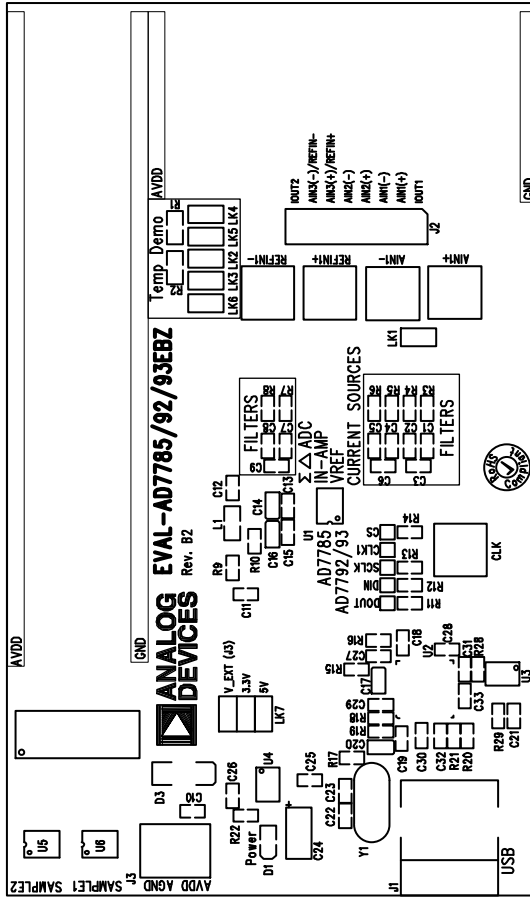 AVDD
GND
AVDD
GND
Temp Demo
R1
R2
LK4
LK5
LK2
LK3
LK6
IOUT2
AIN3(-)/REFIN-
AIN3(+)/REFIN+
AIN2(-)
AIN2(+)
AIN1(-)
AIN1(+)
IOUT1
J2
REFIN1-
REFIN1+
AIN1-
AIN1+
LK1
EVAL-AD7785/92/93EBZ
Rev. B2
ANALOG
DEVICES
FILTERS
R8
R7
C8
C7
C9
Σ△ ADC
IN-AMP
VREF
CURRENT SOURCES
R6
R5
R4
R3
C5
C4
C2
C1
C6
C3
FILTERS
RoHS
Compliant
C12
L1
R9
C14
C13
R10
C16
C15
C11
U1
AD7785
AD7792/93
CS
CLK1
SCLK
DIN
DOUT
R14
R13
R12
R11
CLK
V_EXT (J3)
3.3V
5V
LK7
R16
C27
R15
C17
C18
U2
C28
C31
R28
C33
U3
C29
R18
R19
C20
C19
R17
C30
C32
R21
R20
R29
C21
D3
C10
C26
U4
R22
C25
Power
D1
C24
C23
C22
Y1
U5
U6
SAMPLE2
SAMPLE1
J3
AGND
AVDD
J1
USB